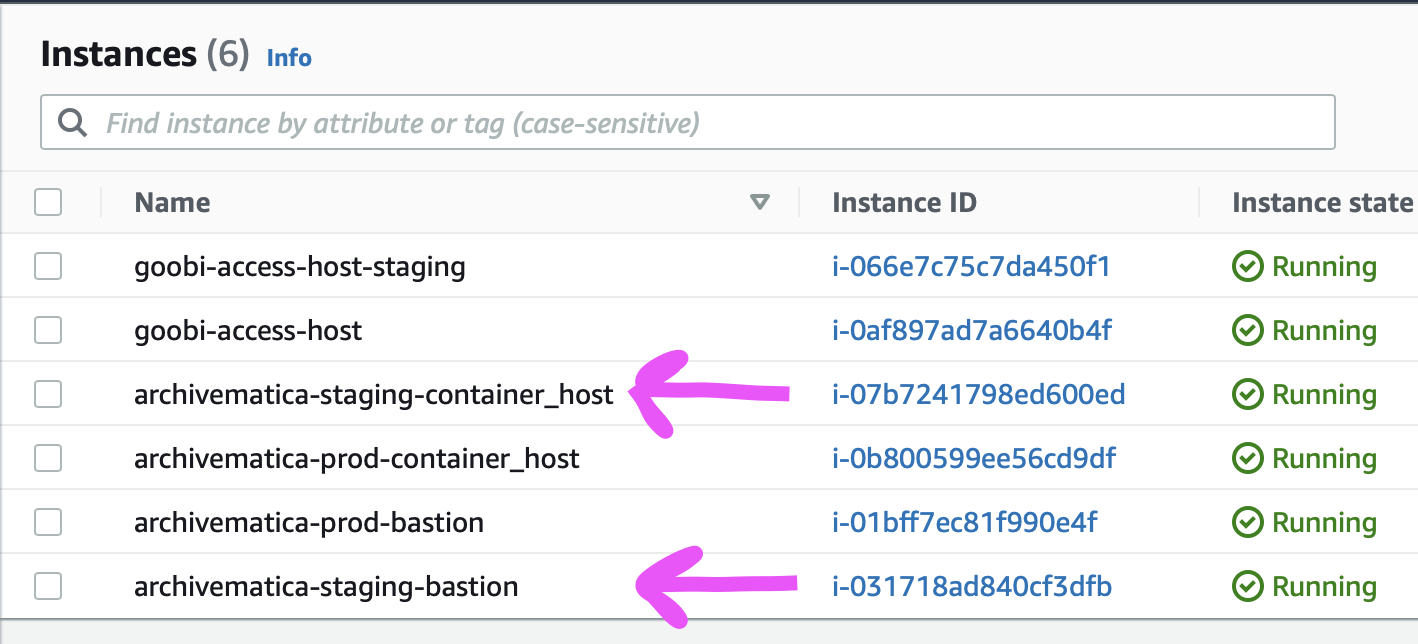 Instances (6) Info
Find instance by attribute or tag (case-sensitive)
Name Instance ID Instance state
goobi-access-host-staging i-066e7c75c7da450f1 Running
goobi-access-host i-0af897ad7a6640b4f Running
archivematica-staging-container_host i-07b7241798ed600ed Running
archivematica-prod-container_host i-0b800599ee56cd9df Running
archivematica-prod-bastion i-01bff7ec81f990e4f Running
archivematica-staging-bastion i-031718ad840cf3dfb Running